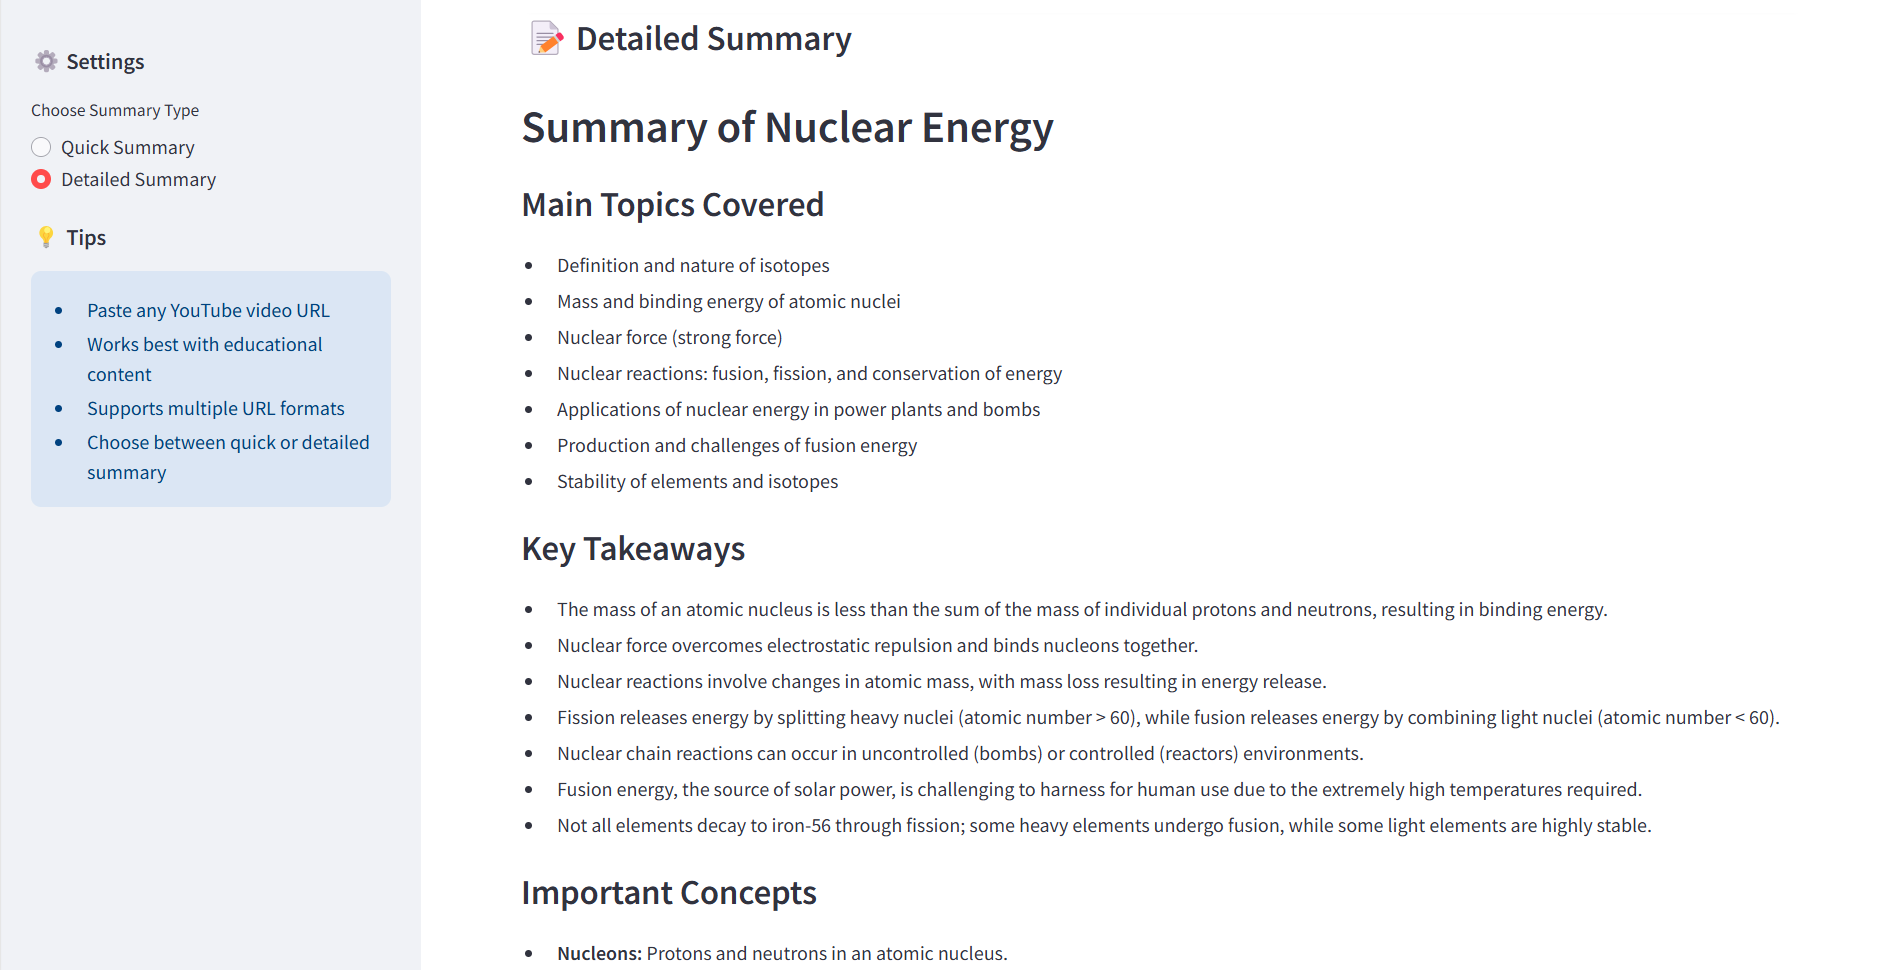 Settings
Choose Summary Type
Quick Summary
Detailed Summary
Tips
Paste any YouTube video URL
Works best with educational
content
Supports multiple URL formats
Choose between quick or detailed
summary
Detailed Summary
Summary of Nuclear Energy
Main Topics Covered
Definition and nature of isotopes
Mass and binding energy of atomic nuclei
Nuclear force (strong force)
Nuclear reactions: fusion, fission, and conservation of energy
Applications of nuclear energy in power plants and bombs
Production and challenges of fusion energy
Stability of elements and isotopes
Key Takeaways
The mass of an atomic nucleus is less than the sum of the mass of individual protons and neutrons, resulting in binding energy.
Nuclear force overcomes electrostatic repulsion and binds nucleons together.
Nuclear reactions involve changes in atomic mass, with mass loss resulting in energy release.
Fission releases energy by splitting heavy nuclei (atomic number > 60), while fusion releases energy by combining light nuclei (atomic number < 60).
Nuclear chain reactions can occur in uncontrolled (bombs) or controlled (reactors) environments.
Fusion energy, the source of solar power, is challenging to harness for human use due to the extremely high temperatures required.
Not all elements decay to iron-56 through fission; some heavy elements undergo fusion, while some light elements are highly stable.
Important Concepts
Nucleons: Protons and neutrons in an atomic nucleus.